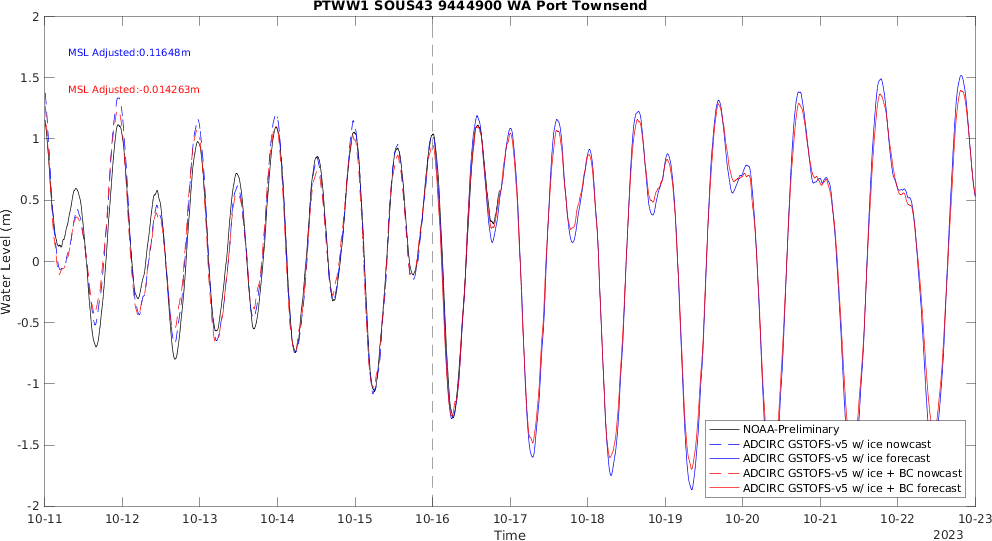 PTWW1 SOUS43 9444900 WA Port Townsend
MSL Adjusted:0.11648m
MSL Adjusted:-0.014263m
Water Level (m)
2
1.5
1
0.5
0
-0.5
-1
-1.5
-2
NOAA-Preliminary
ADCIRC GSTOFS-v5 w/ ice nowcast
ADCIRC GSTOFS-v5 w/ ice forecast
ADCIRC GSTOFS-v5 w/ ice + BC nowcast
ADCIRC GSTOFS-v5 w/ ice + BC forecast
10-11 10-12 10-13 10-14 10-15 10-16 10-17 10-18 10-19 10-20 10-21 10-22 10-23
Time
2023